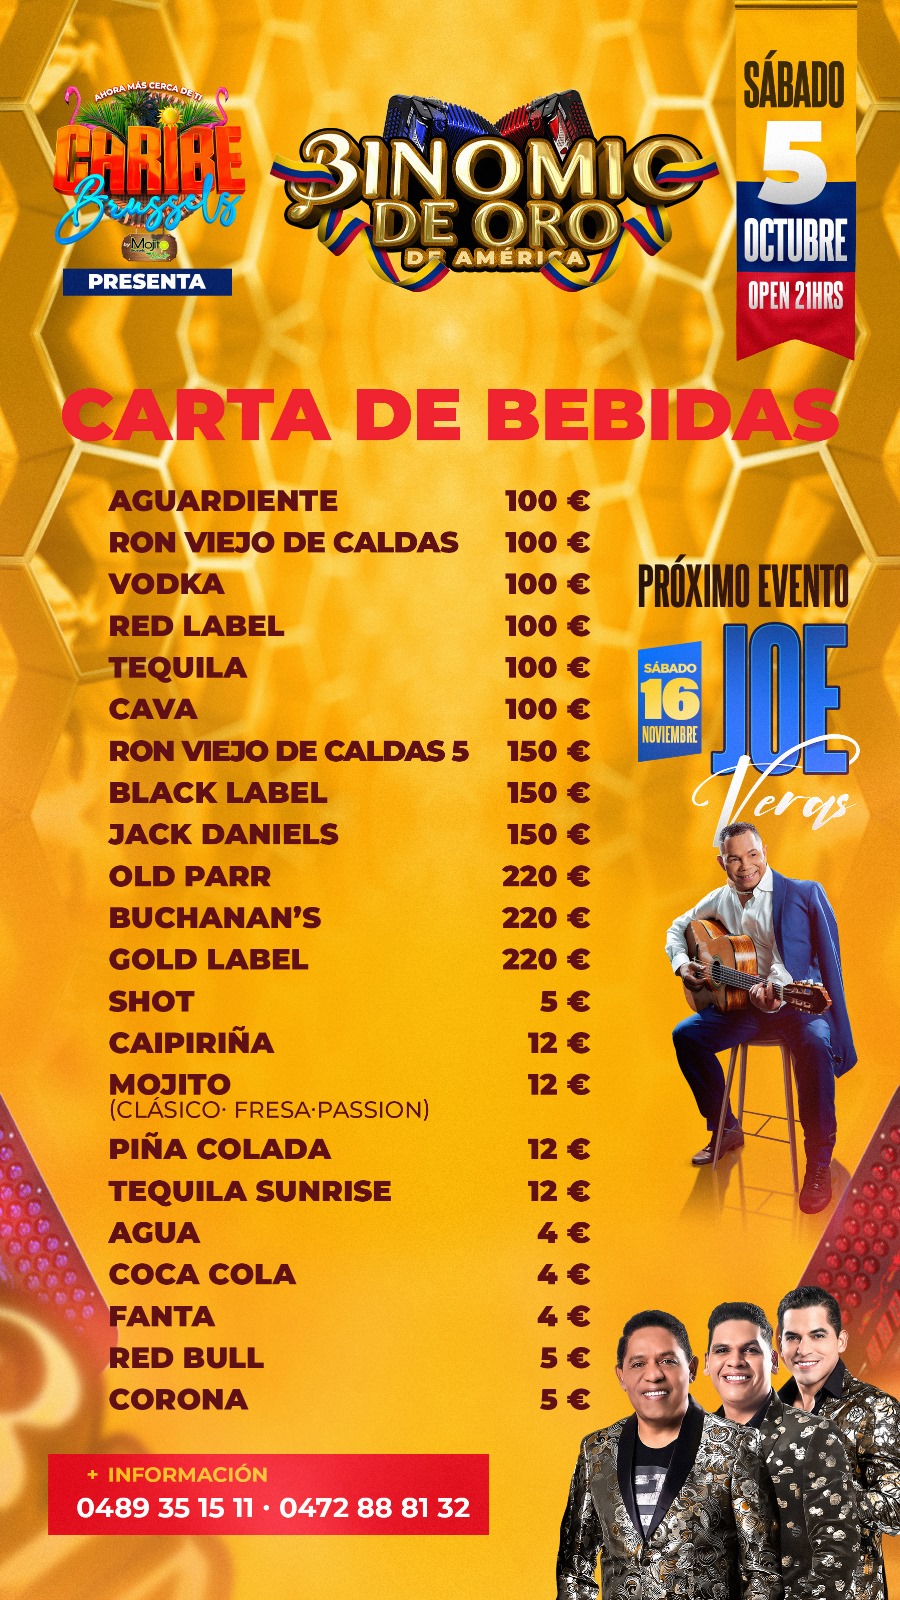 AHORA MÁS CERCA DE TI
CARIBE
Brussels
by Mojito
PRESENTA
BINOMIO
DE ORO
DE AMÉRICA
SÁBADO
5
OCTUBRE
OPEN 21HRS
CARTA DE BEBIDAS
AGUARDIENTE 100 €
RON VIEJO DE CALDAS 100 €
VODKA 100 €
RED LABEL 100 €
TEQUILA 100 €
CAVA 100 €
RON VIEJO DE CALDAS 5 150 €
BLACK LABEL 150 €
JACK DANIELS 150 €
OLD PARR 220 €
BUCHANAN’S 220 €
GOLD LABEL 220 €
SHOT 5 €
CAIPIRIÑA 12 €
MOJITO 12 €
(CLÁSICO· FRESA·PASSION)
PIÑA COLADA 12 €
TEQUILA SUNRISE 12 €
AGUA 4 €
COCA COLA 4 €
FANTA 4 €
RED BULL 5 €
CORONA 5 €
PRÓXIMO EVENTO
SÁBADO
16
NOVIEMBRE
JOE
Veras
+ INFORMACIÓN
0489 35 15 11 · 0472 88 81 32